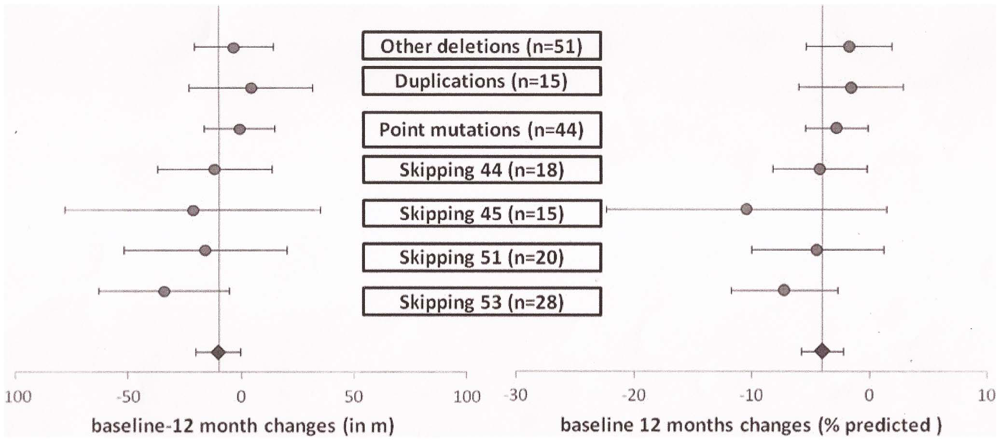 Other deletions (n=51)
Duplications (n=15)
Point mutations (n=44)
Skipping 44 (n=18)
Skipping 45 (n=15)
Skipping 51 (n=20)
Skipping 53 (n=28)
100 -50 0 50 100 -30 -20 -10 0 10
baseline-12 month changes (in m) baseline 12 months changes (% predicted )